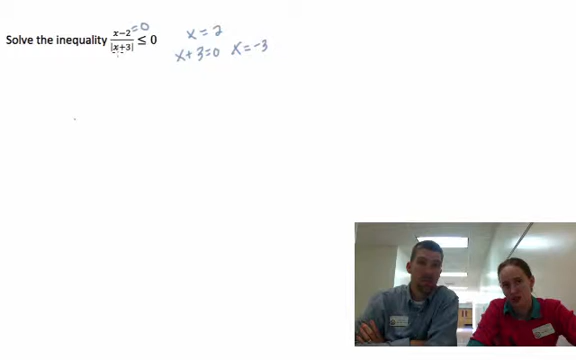 Solve the inequality (x−2)/|x+3| ≤ 0
=0
x = 2
x+3=0 x=-3